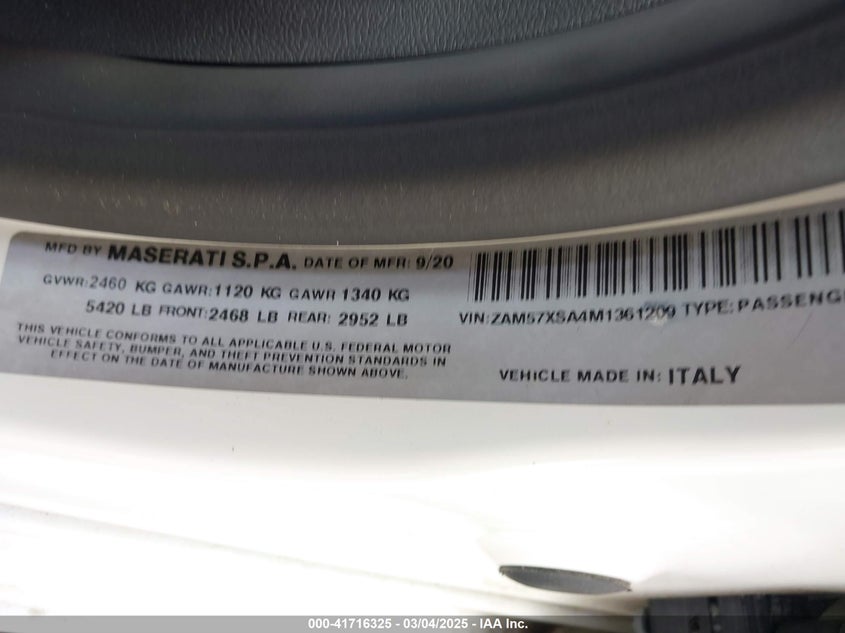 MFD BY MASERATI S.P.A. DATE OF MFR: 9/20
GVWR:2460 KG GAWR:1120 KG GAWR 1340 KG
5420 LB FRONT:2468 LB REAR: 2952 LB
THIS VEHICLE CONFORMS TO ALL APPLICABLE U.S. FEDERAL MOTOR
VEHICLE SAFETY, BUMPER, AND THEFT PREVENTION STANDARDS IN
EFFECT ON THE DATE OF MANUFACTURE SHOWN ABOVE.
VIN:ZAM57XSA4M1361209 TYPE:PASSENG
VEHICLE MADE IN: ITALY
000-41716325 - 03/04/2025 - IAA Inc.